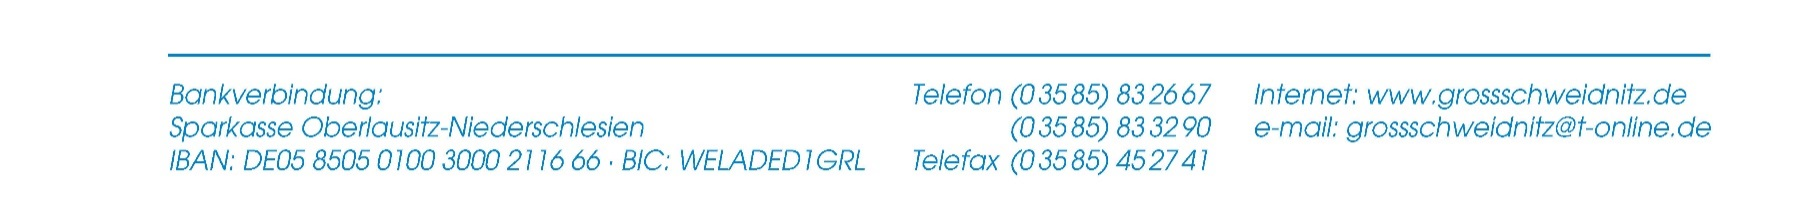 Bankverbindung:
Sparkasse Oberlausitz-Niederschlesien
IBAN: DE05 8505 0100 3000 2116 66 · BIC: WELADED1GRL
Telefon (0 35 85) 83 26 67
(0 35 85) 83 32 90
Telefax (0 35 85) 45 27 41
Internet: www.grossschweidnitz.de
e-mail: grossschweidnitz@t-online.de